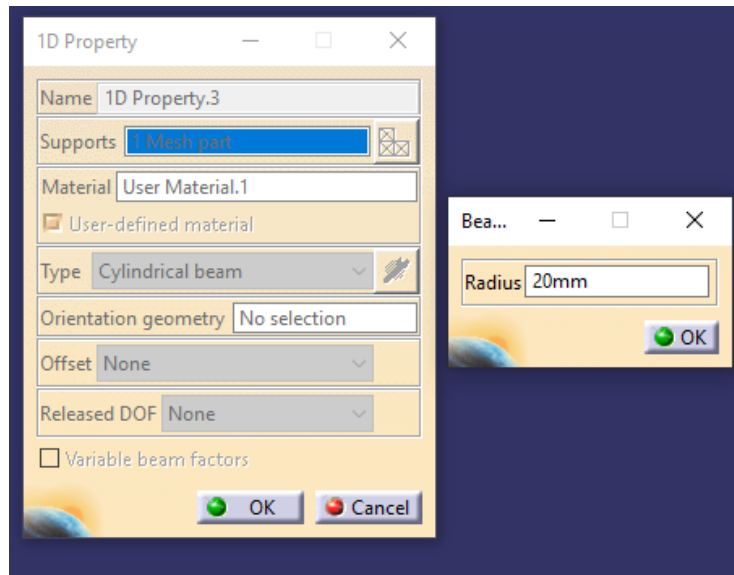 1D Property
Name 1D Property.3
Supports 1 Mesh part
Material User Material.1
User-defined material
Type Cylindrical beam
Orientation geometry No selection
Offset None
Released DOF None
Variable beam factors
OK Cancel
Bea...
Radius 20mm
OK